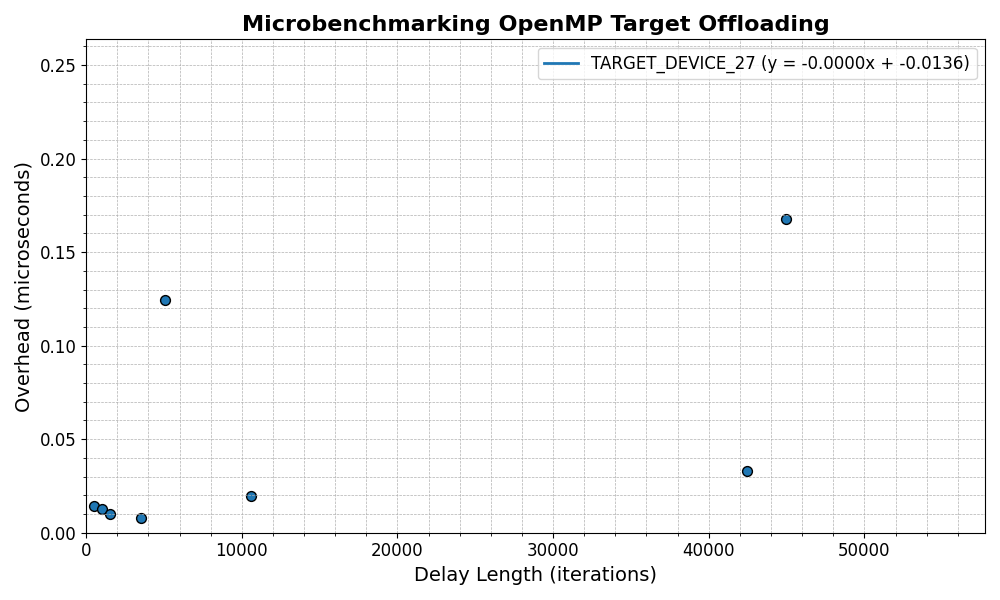 Microbenchmarking OpenMP Target Offloading
TARGET_DEVICE_27 (y = -0.0000x + -0.0136)
Overhead (microseconds)
0.25
0.20
0.15
0.10
0.05
0.00
0 10000 20000 30000 40000 50000
Delay Length (iterations)